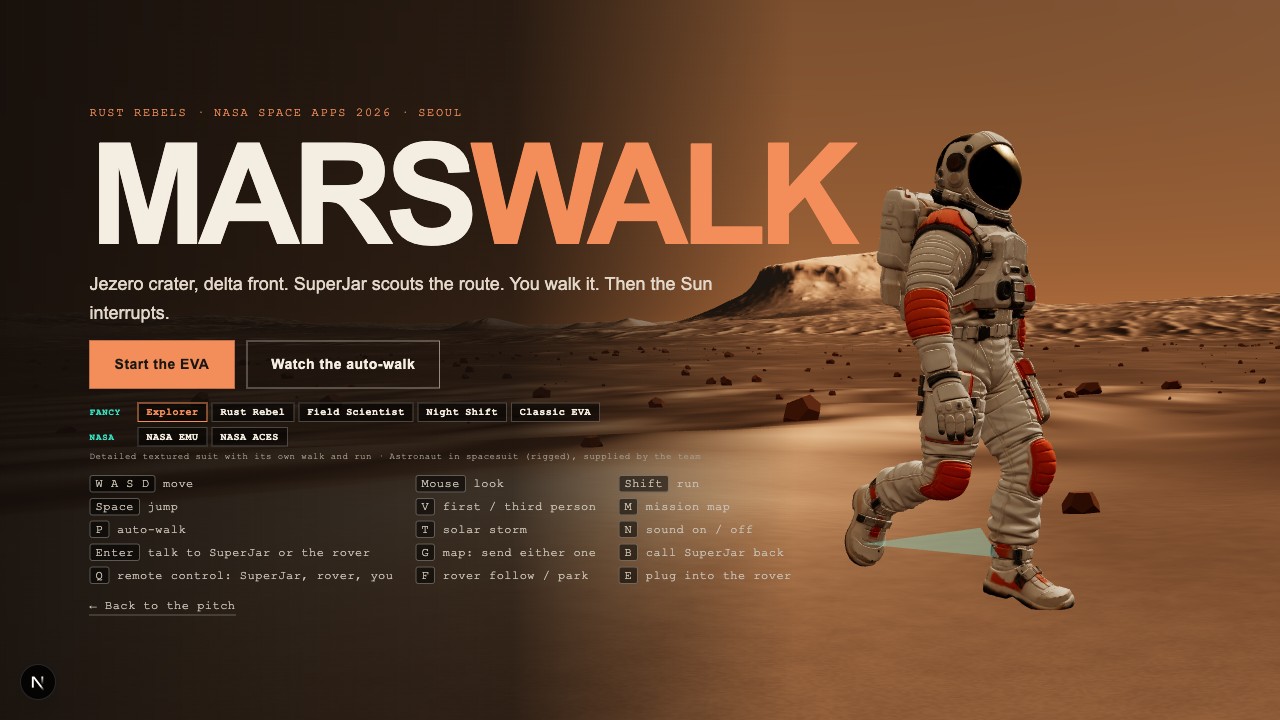 RUST REBELS · NASA SPACE APPS 2026 · SEOUL
MARSWALK
Jezero crater, delta front. SuperJar scouts the route. You walk it. Then the Sun
interrupts.
Start the EVA Watch the auto-walk
FANCY Explorer Rust Rebel Field Scientist Night Shift Classic EVA
NASA NASA EMU NASA ACES
Detailed textured suit with its own walk and run · Astronaut in spacesuit (rigged), supplied by the team
W A S D move Mouse look Shift run
Space jump V first / third person M mission map
P auto-walk T solar storm N sound on / off
Enter talk to SuperJar or the rover G map: send either one B call SuperJar back
Q remote control: SuperJar, rover, you F rover follow / park E plug into the rover
← Back to the pitch
N